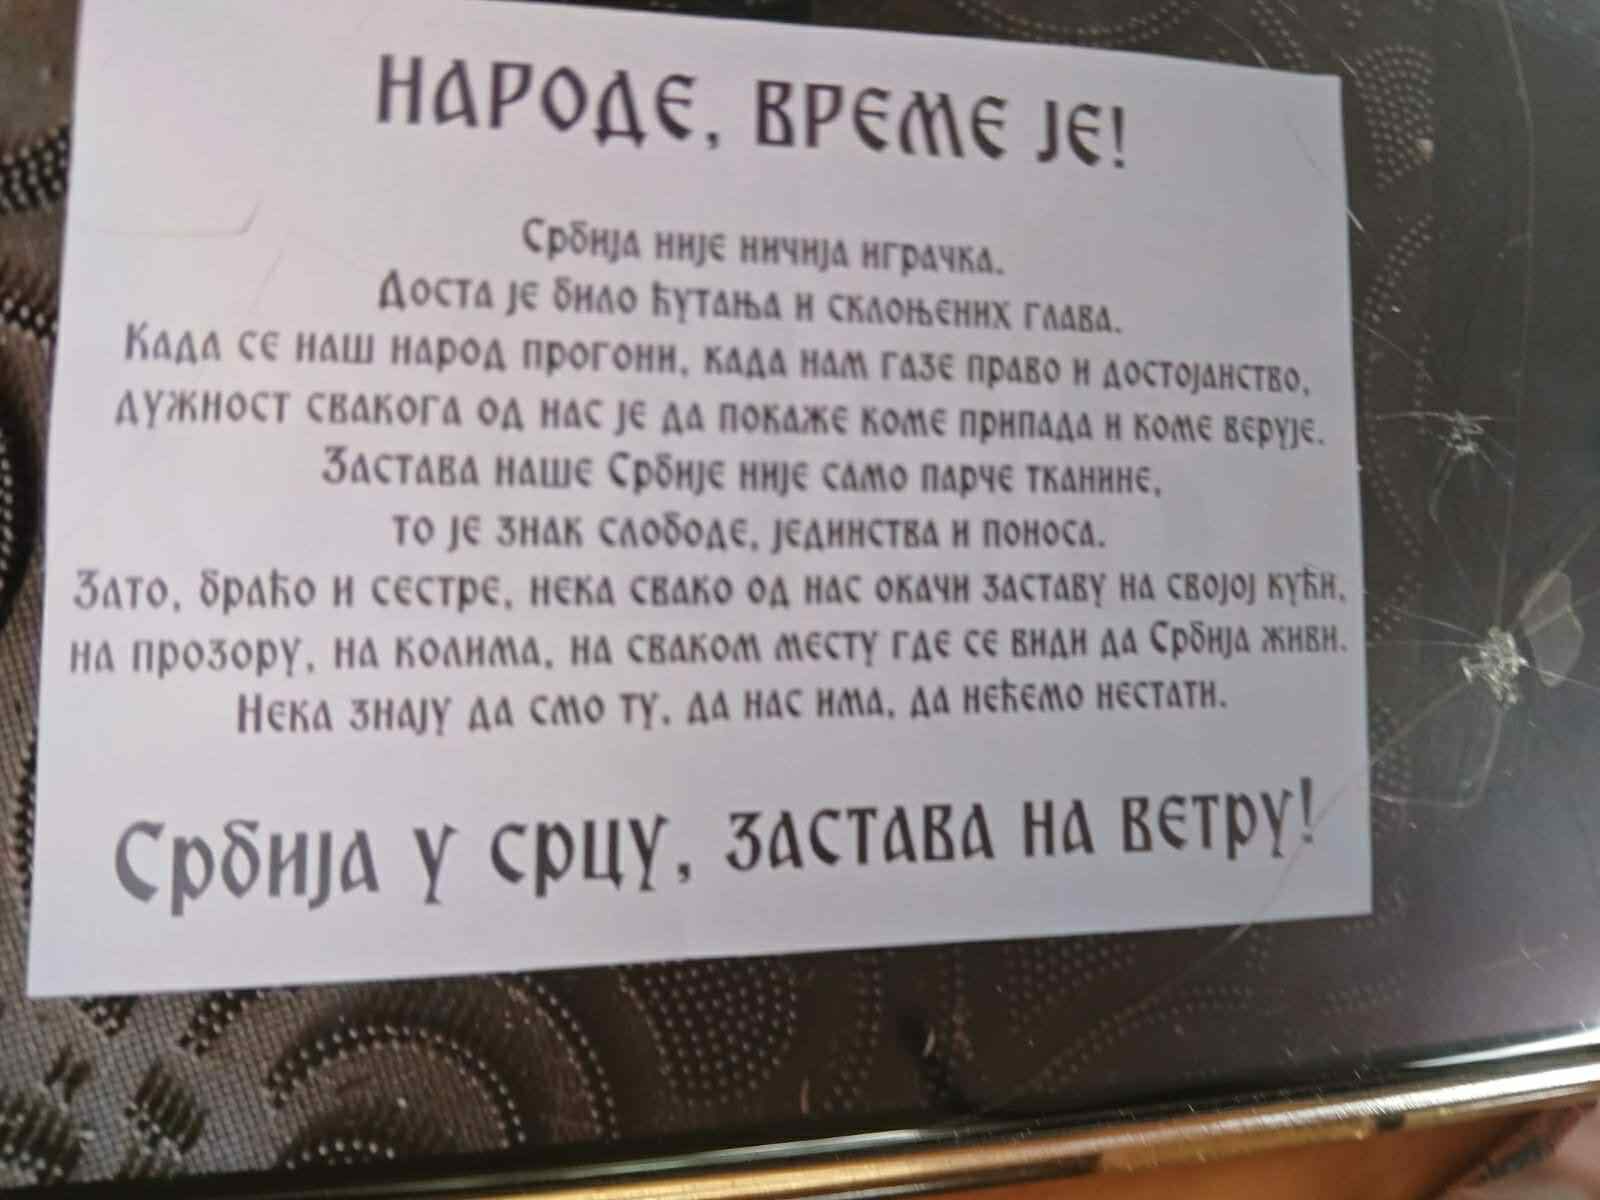 НАРОДЕ, ВРЕМЕ ЈЕ!
Србија није ничија играчка.
Доста је било ћутања и склоњених глава.
Када се наш народ прогони, када нам газе право и достојанство,
дужност свакога од нас је да покаже коме припада и коме верује.
Застава наше Србије није само парче тканине,
то је знак слободе, јединства и поноса.
Зато, браћо и сестре, нека свако од нас окачи заставу на својој кући,
на прозору, на колима, на сваком месту где се види да Србија живи.
Нека знају да смо ту, да нас има, да нећемо нестати.
Србија у срцу, застава на ветру!